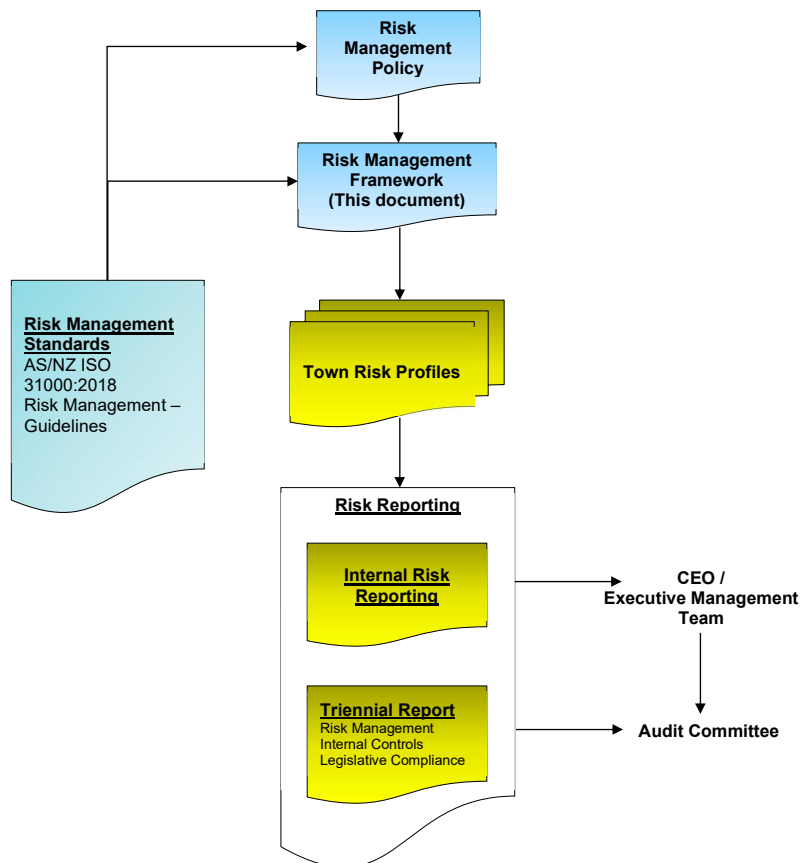 Risk
Management
Policy
Risk Management
Framework
(This document)
Risk Management
Standards
AS/NZ ISO
31000:2018
Risk Management –
Guidelines
Town Risk Profiles
Risk Reporting
Internal Risk
Reporting
CEO /
Executive Management
Team
Triennial Report
Risk Management
Internal Controls
Legislative Compliance
Audit Committee